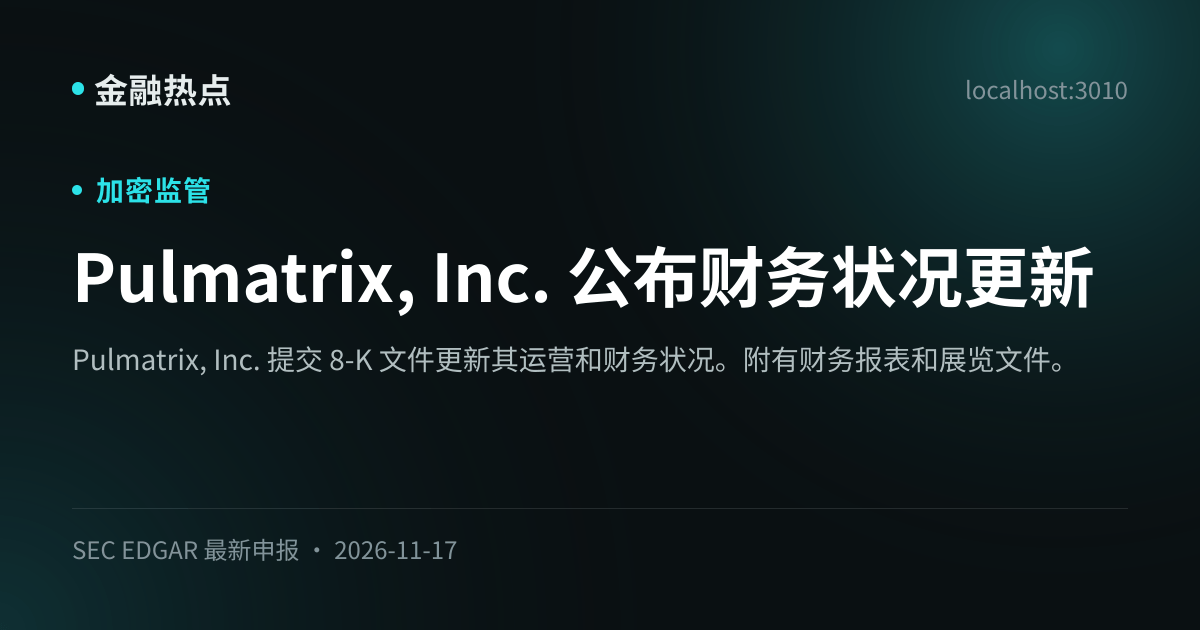 金融热点
localhost:3010
加密监管
Pulmatrix, Inc. 公布财务状况更新
Pulmatrix, Inc. 提交 8-K 文件更新其运营和财务状况。附有财务报表和展览文件。
SEC EDGAR 最新申报 · 2026-11-17